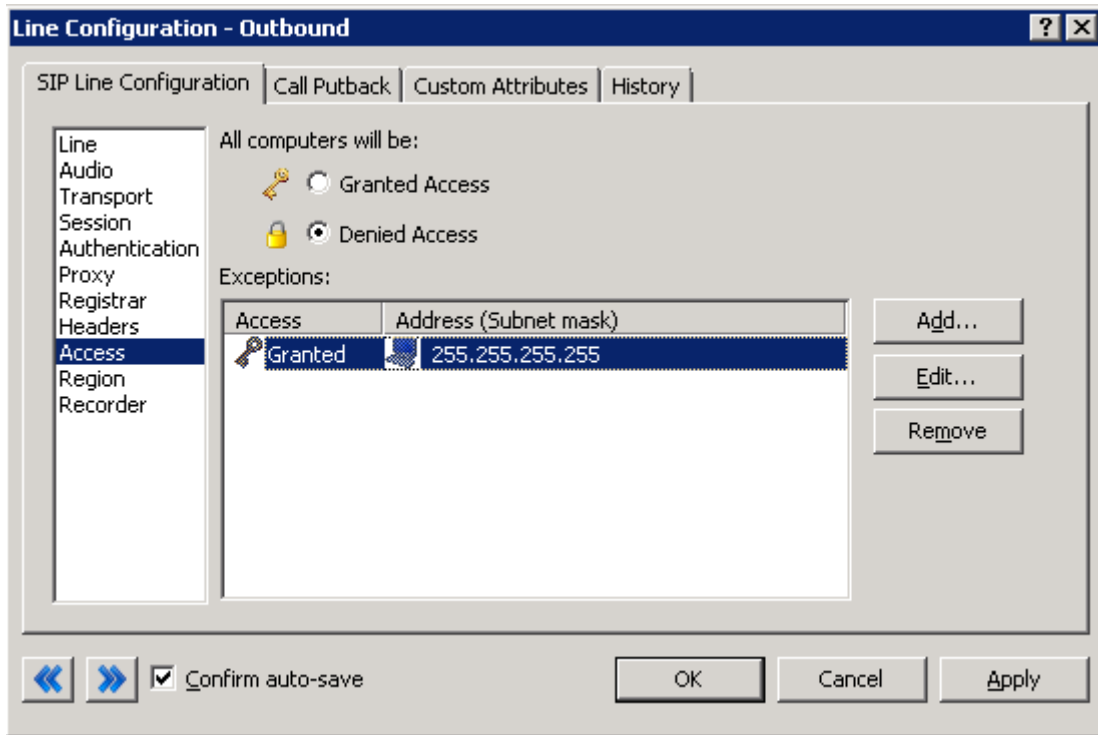 Line Configuration - Outbound
SIP Line Configuration
Call Putback
Custom Attributes
History
Line
Audio
Transport
Session
Authentication
Proxy
Registrar
Headers
Access
Region
Recorder
All computers will be:
Granted Access
Denied Access
Exceptions:
Access Address (Subnet mask)
Granted 255.255.255.255
Add...
Edit...
Remove
Confirm auto-save
OK
Cancel
Apply